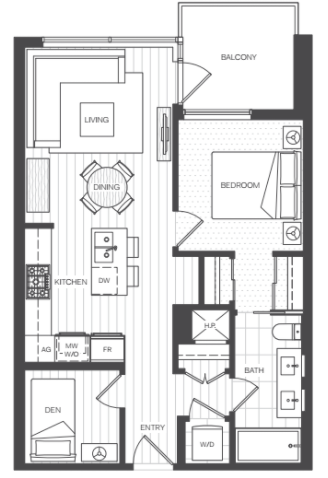 BALCONY
LIVING
DINING
BEDROOM
KITCHEN
DW
H.P.
AG
MW
W/O
FR
BATH
DEN
ENTRY
W/D